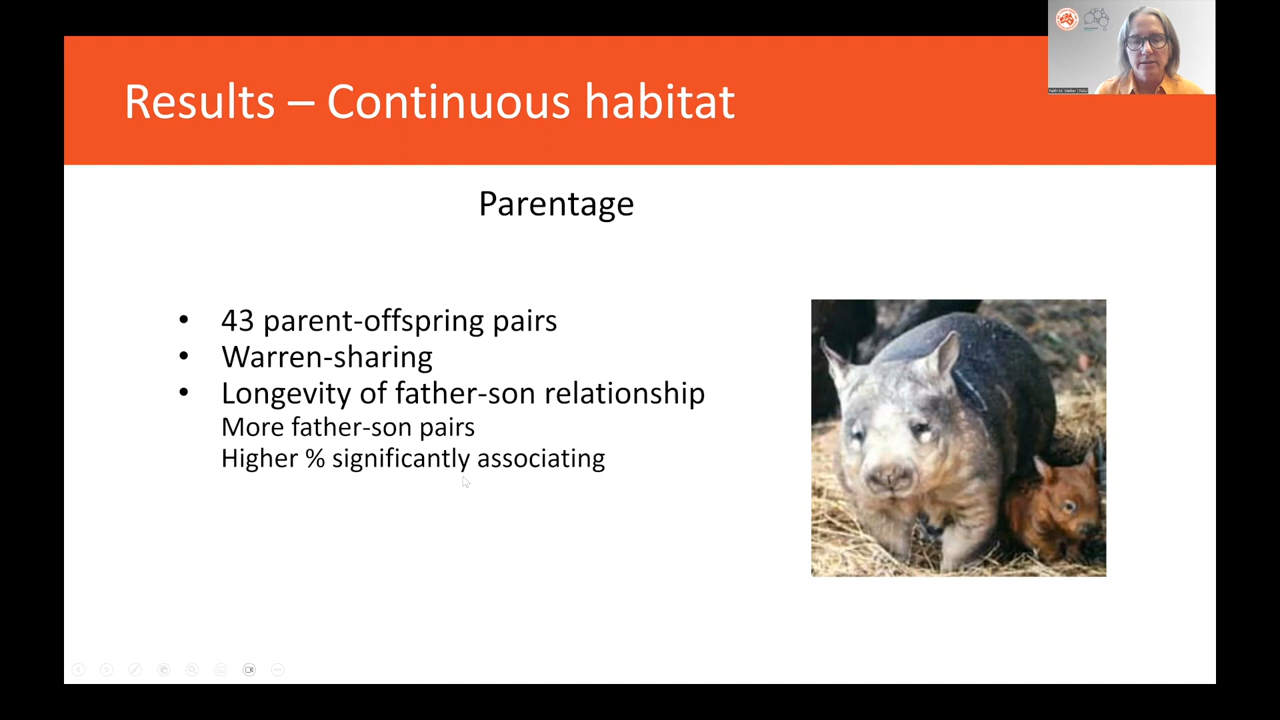 Results – Continuous habitat
Parentage
• 43 parent-offspring pairs
• Warren-sharing
• Longevity of father-son relationship
More father-son pairs
Higher % significantly associating